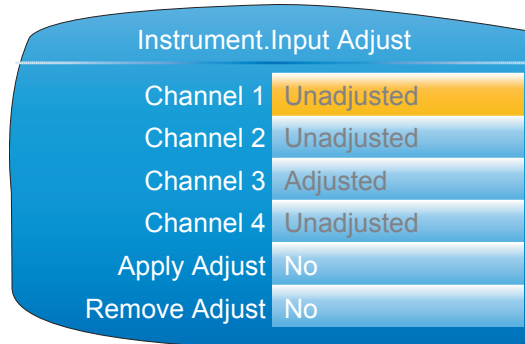 Instrument.Input Adjust
Channel 1 Unadjusted
Channel 2 Unadjusted
Channel 3 Adjusted
Channel 4 Unadjusted
Apply Adjust No
Remove Adjust No